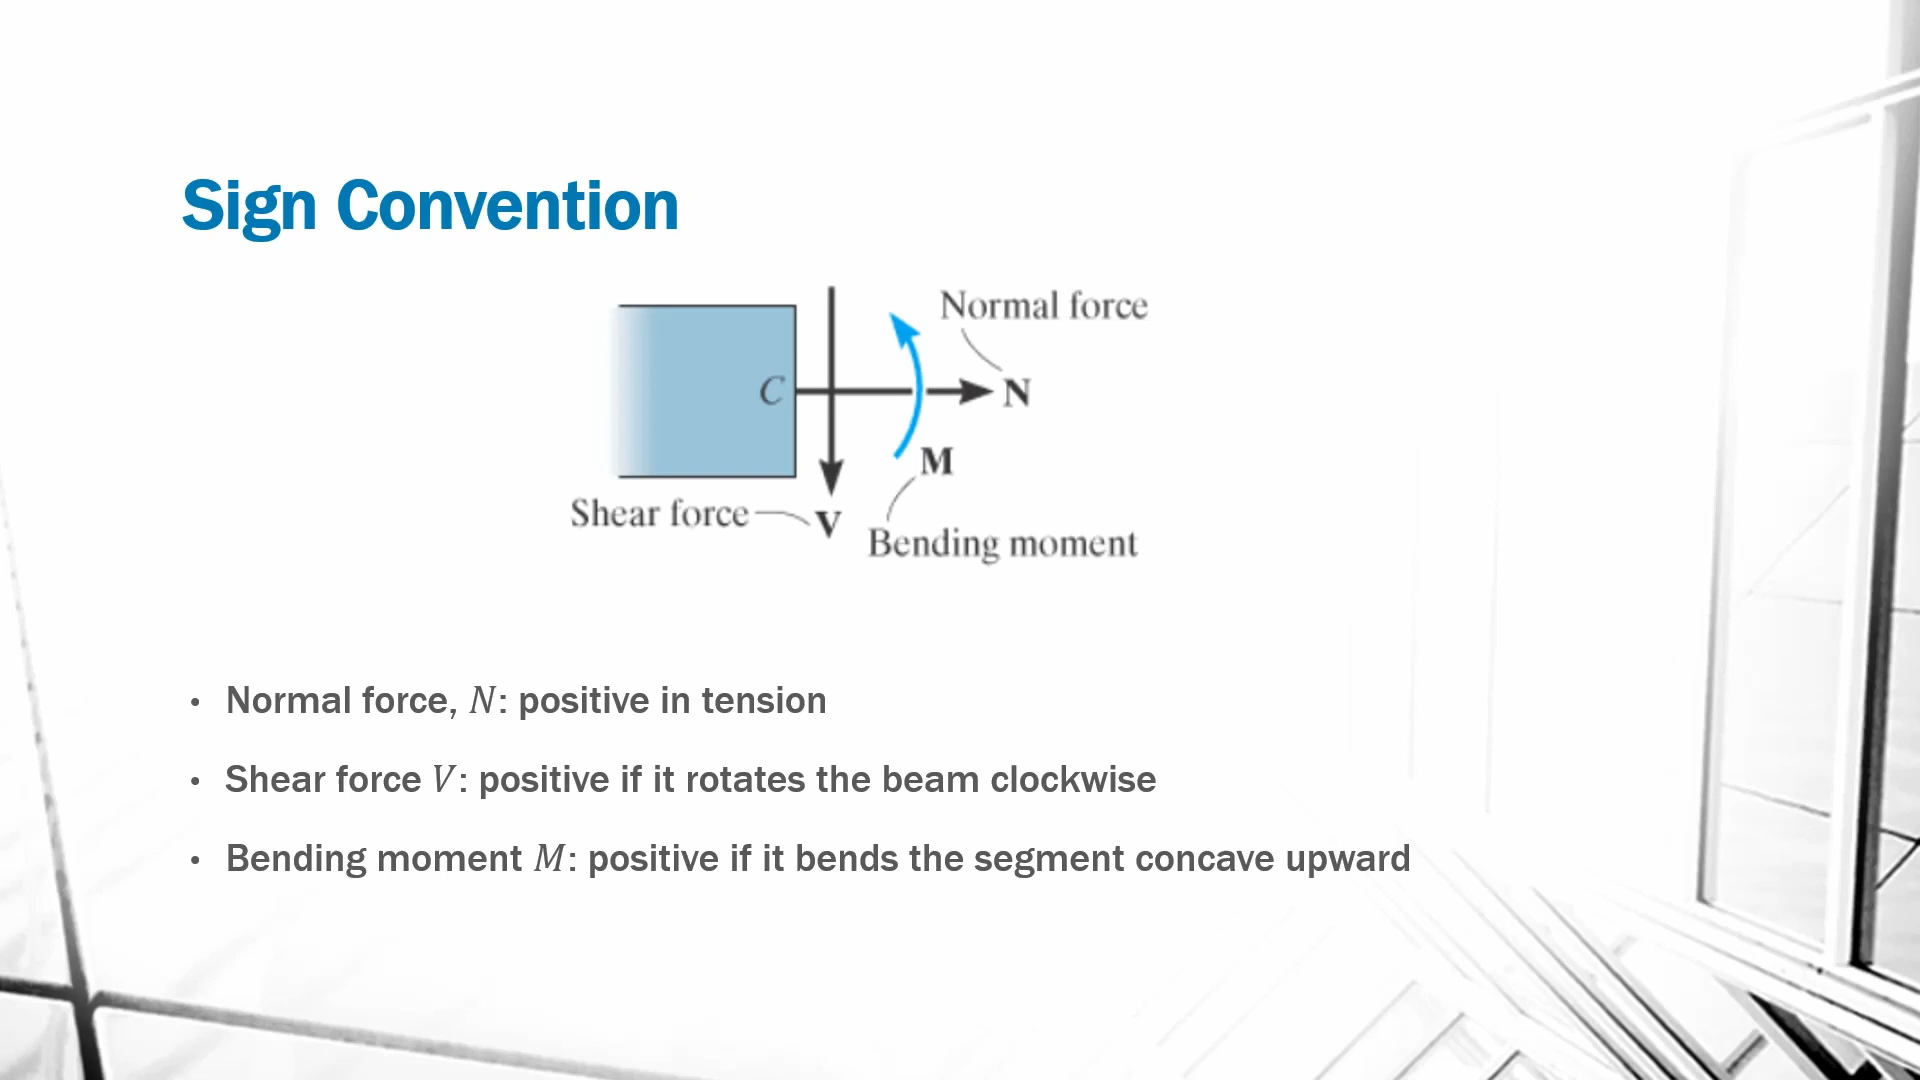 Sign Convention
Normal force
C
N
M
Shear force
V
Bending moment
• Normal force, N: positive in tension
• Shear force V: positive if it rotates the beam clockwise
• Bending moment M: positive if it bends the segment concave upward